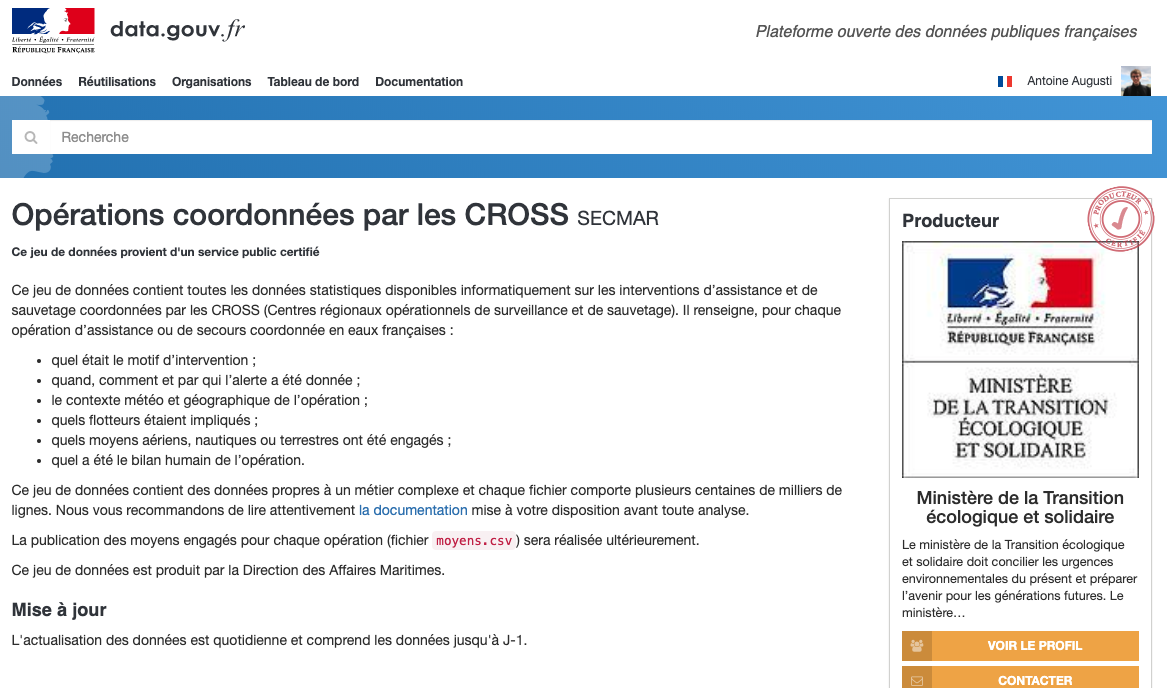 Liberté • Égalité • Fraternité
RÉPUBLIQUE FRANÇAISE
data.gouv.fr
Plateforme ouverte des données publiques françaises
Données Réutilisations Organisations Tableau de bord Documentation
Antoine Augusti
Recherche
Opérations coordonnées par les CROSS SECMAR
Ce jeu de données provient d'un service public certifié
Ce jeu de données contient toutes les données statistiques disponibles informatiquement sur les interventions d’assistance et de
sauvetage coordonnées par les CROSS (Centres régionaux opérationnels de surveillance et de sauvetage). Il renseigne, pour chaque
opération d’assistance ou de secours coordonnée en eaux françaises :
• quel était le motif d’intervention ;
• quand, comment et par qui l’alerte a été donnée ;
• le contexte météo et géographique de l’opération ;
• quels flotteurs étaient impliqués ;
• quels moyens aériens, nautiques ou terrestres ont été engagés ;
• quel a été le bilan humain de l’opération.
Ce jeu de données contient des données propres à un métier complexe et chaque fichier comporte plusieurs centaines de milliers de
lignes. Nous vous recommandons de lire attentivement la documentation mise à votre disposition avant toute analyse.
La publication des moyens engagés pour chaque opération (fichier moyens.csv) sera réalisée ultérieurement.
Ce jeu de données est produit par la Direction des Affaires Maritimes.
Mise à jour
L'actualisation des données est quotidienne et comprend les données jusqu'à J-1.
Producteur
PRODUCTEUR
CERTIFIÉ
Liberté • Égalité • Fraternité
RÉPUBLIQUE FRANÇAISE
MINISTÈRE
DE LA TRANSITION
ÉCOLOGIQUE
ET SOLIDAIRE
Ministère de la Transition
écologique et solidaire
Le ministère de la Transition écologique
et solidaire doit concilier les urgences
environnementales du présent et préparer
l’avenir pour les générations futures. Le
ministère…
VOIR LE PROFIL
CONTACTER